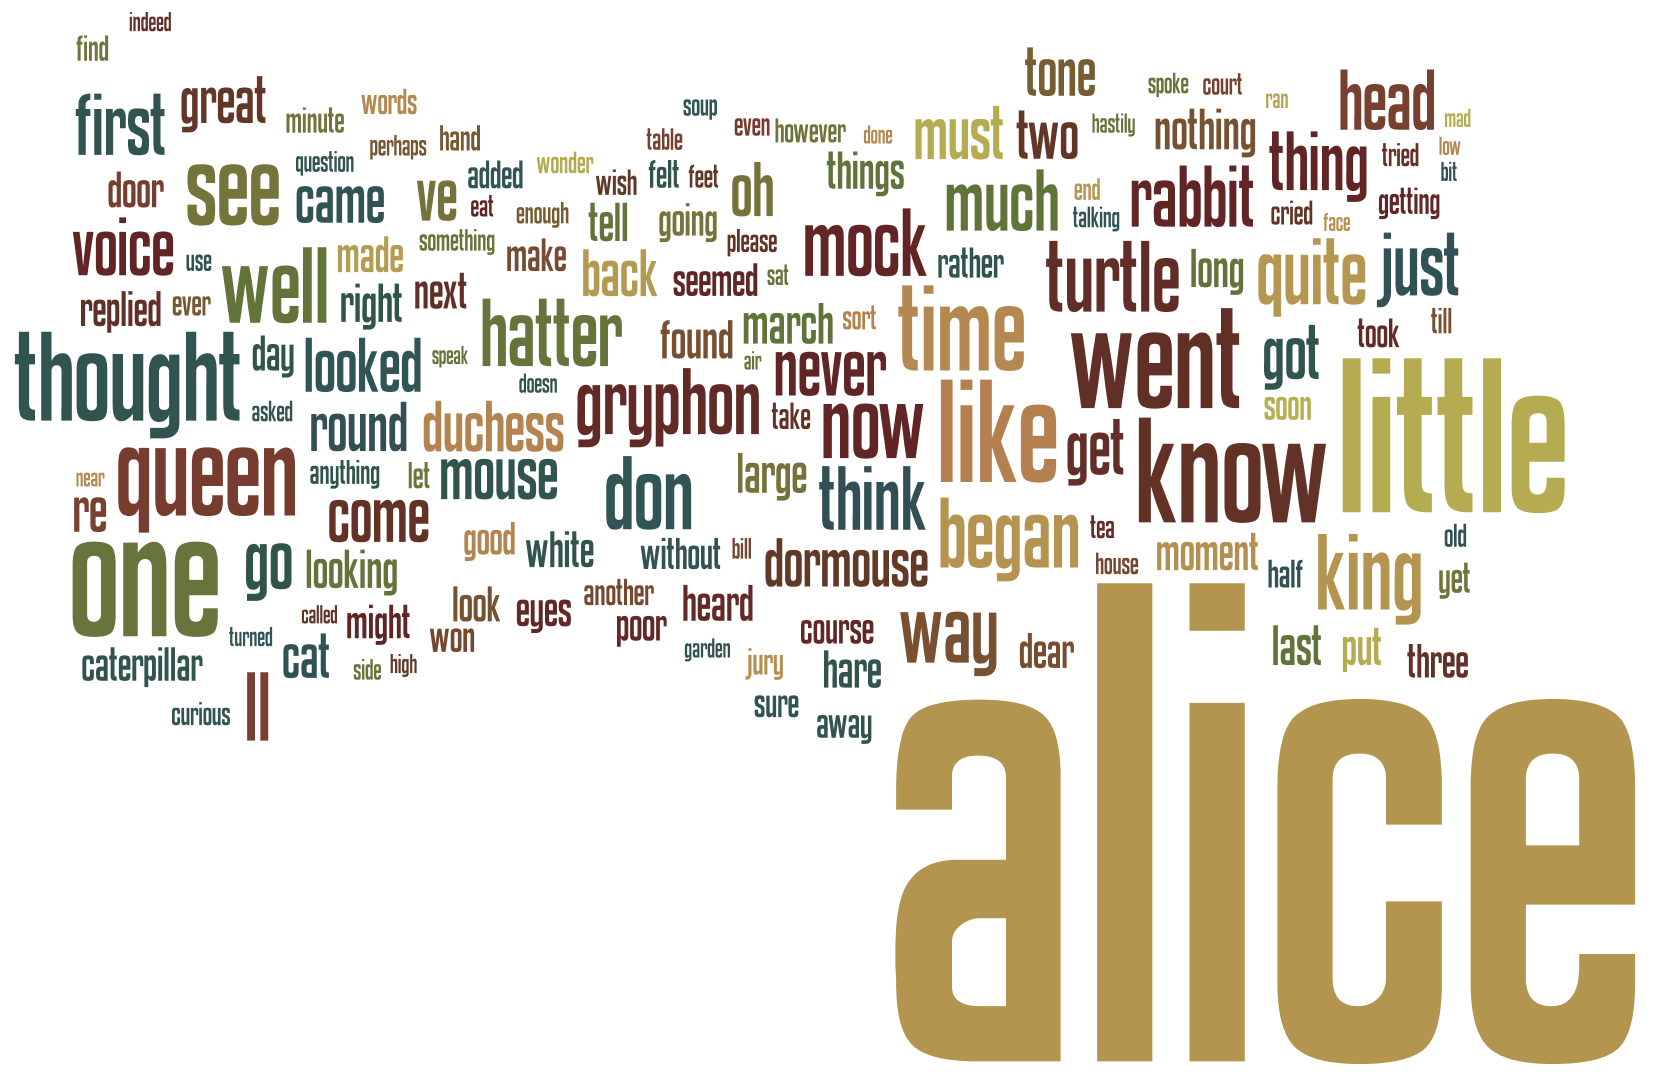 indeed
find
tone
first
great
minute
words
soup
spoke
court
ran
head
mad
perhaps
hand
table
even
however
done
must
two
hastily
nothing
thing
tried
low
bit
question
door
see
came
ve
added
eat
wonder
enough
wish
felt
feet
oh
things
much
end
talking
rabbit
cried
face
getting
voice
use
well
made
something
make
tell
going
please
back
seemed
sat
mock
rather
turtle
long
quite
just
replied
ever
right
next
hatter
found
march
sort
time
went
got
took
till
thought
day
looked
speak
doesn
air
never
gryphon
take
now
like
get
know
soon
little
asked
round
duchess
near
queen
anything
let
mouse
don
large
think
re
come
began
tea
old
one
go
looking
good
white
without
bill
dormouse
house
moment
half
king
yet
called
might
look
won
eyes
another
poor
heard
course
way
dear
last
put
three
turned
caterpillar
cat
side
high
garden
jury
hare
curious
ll
sure
away
alice